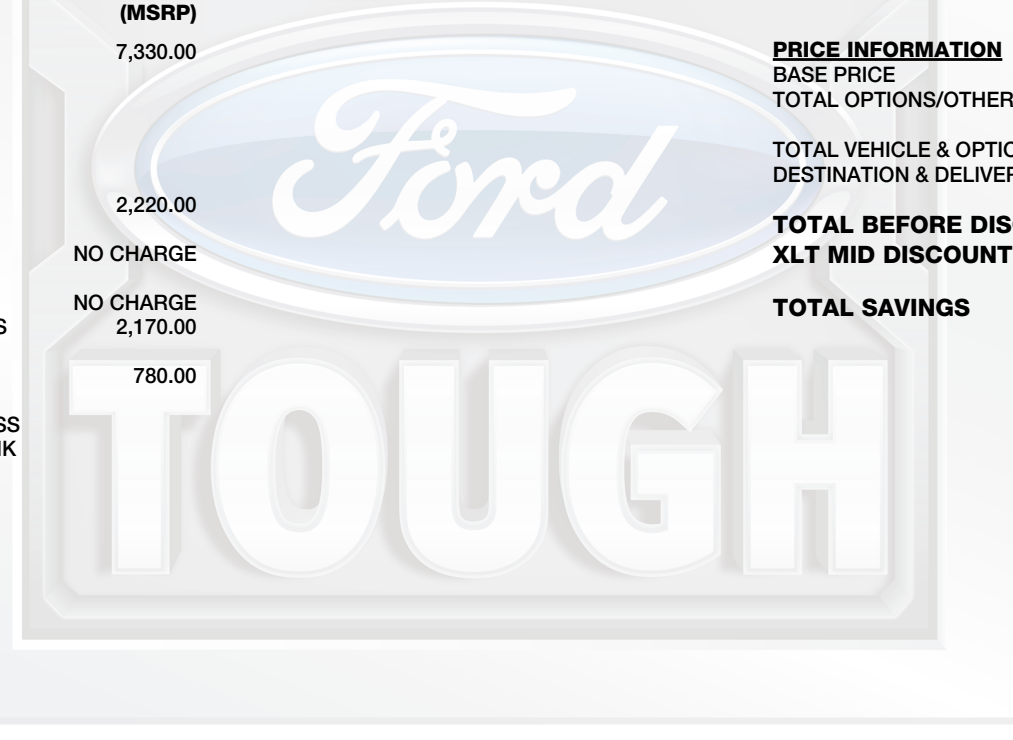 (MSRP)
7,330.00
2,220.00
NO CHARGE
NO CHARGE
S 2,170.00
780.00
SS
IK
PRICE INFORMATION
BASE PRICE
TOTAL OPTIONS/OTHER
TOTAL VEHICLE & OPTIO
DESTINATION & DELIVER
TOTAL BEFORE DIS
XLT MID DISCOUNT
TOTAL SAVINGS
Ford
TOUGH